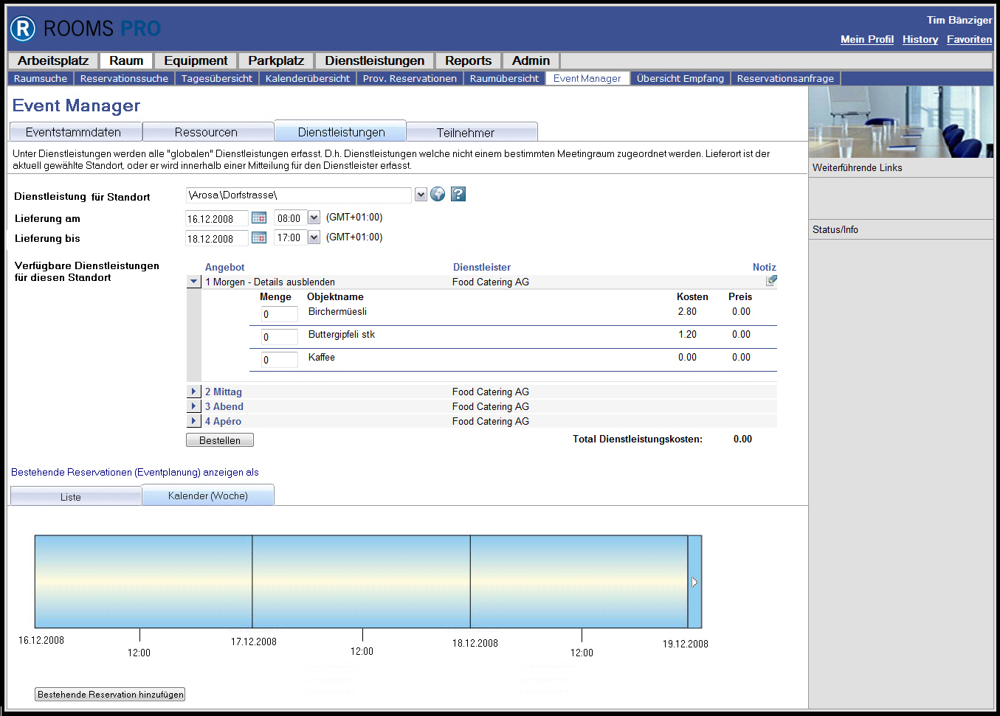 R ROOMS PRO
Tim Bänziger
Mein Profil History Favoriten
Arbeitsplatz Raum Equipment Parkplatz Dienstleistungen Reports Admin
Raumsuche Reservationssuche Tagesübersicht Kalenderübersicht Prov. Reservationen Raumübersicht Event Manager Übersicht Empfang Reservationsanfrage
Event Manager
Eventstammdaten Ressourcen Dienstleistungen Teilnehmer
Unter Dienstleistungen werden alle "globalen" Dienstleistungen erfasst. D.h. Dienstleistungen welche nicht einem bestimmten Meetingraum zugeordnet werden. Lieferort ist der
aktuell gewählte Standort, oder er wird innerhalb einer Mitteilung für den Dienstleister erfasst.
Weiterführende Links
Status/Info
Dienstleistung für Standort \Arosa\Dorfstrasse\ ?
Lieferung am 16.12.2008 08:00 (GMT+01:00)
Lieferung bis 18.12.2008 17:00 (GMT+01:00)
Verfügbare Dienstleistungen
für diesen Standort
Angebot Dienstleister Notiz
1 Morgen - Details ausblenden Food Catering AG
Menge Objektname Kosten Preis
0 Birchermüesli 2.80 0.00
0 Buttergipfeli stk 1.20 0.00
0 Kaffee 0.00 0.00
2 Mittag Food Catering AG
3 Abend Food Catering AG
4 Apéro Food Catering AG
Bestellen Total Dienstleistungskosten: 0.00
Bestehende Reservationen (Eventplanung) anzeigen als
Liste Kalender (Woche)
16.12.2008 17.12.2008 18.12.2008 19.12.2008
12:00 12:00 12:00
Bestehende Reservation hinzufügen